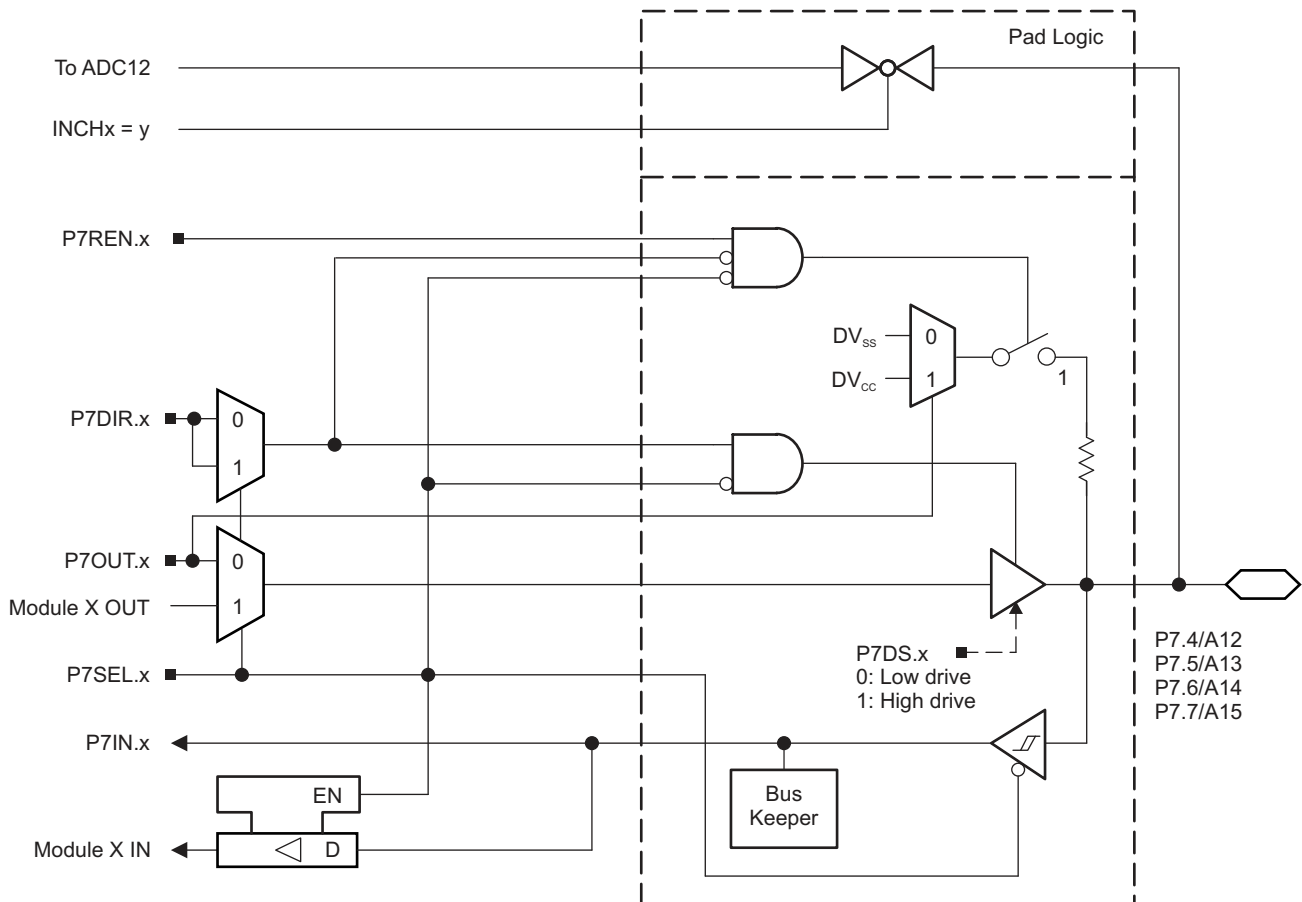 Pad Logic
To ADC12
INCHx = y
P7REN.x
DVSS
0
DVCC
1
1
P7DIR.x
0
1
P7OUT.x
0
Module X OUT
1
P7SEL.x
P7DS.x
0: Low drive
1: High drive
P7.4/A12
P7.5/A13
P7.6/A14
P7.7/A15
P7IN.x
EN
Bus
Keeper
Module X IN
D